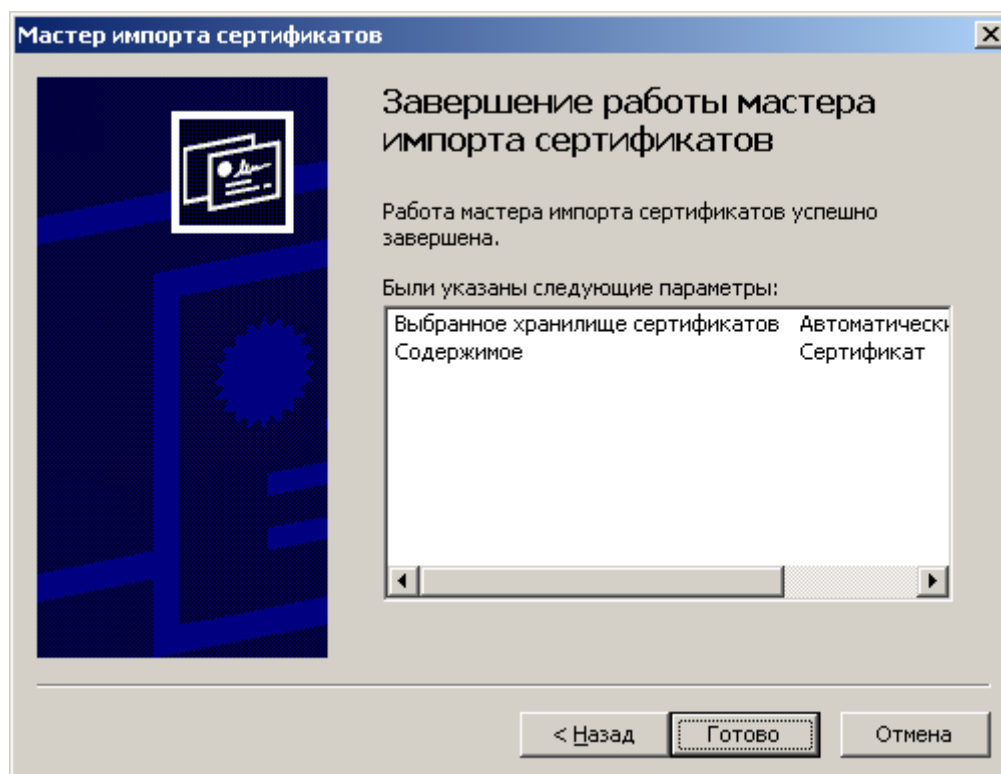 Мастер импорта сертификатов
Завершение работы мастера
импорта сертификатов
Работа мастера импорта сертификатов успешно
завершена.
Были указаны следующие параметры:
Выбранное хранилище сертификатов Автоматически
Содержимое Сертификат
< Назад Готово Отмена